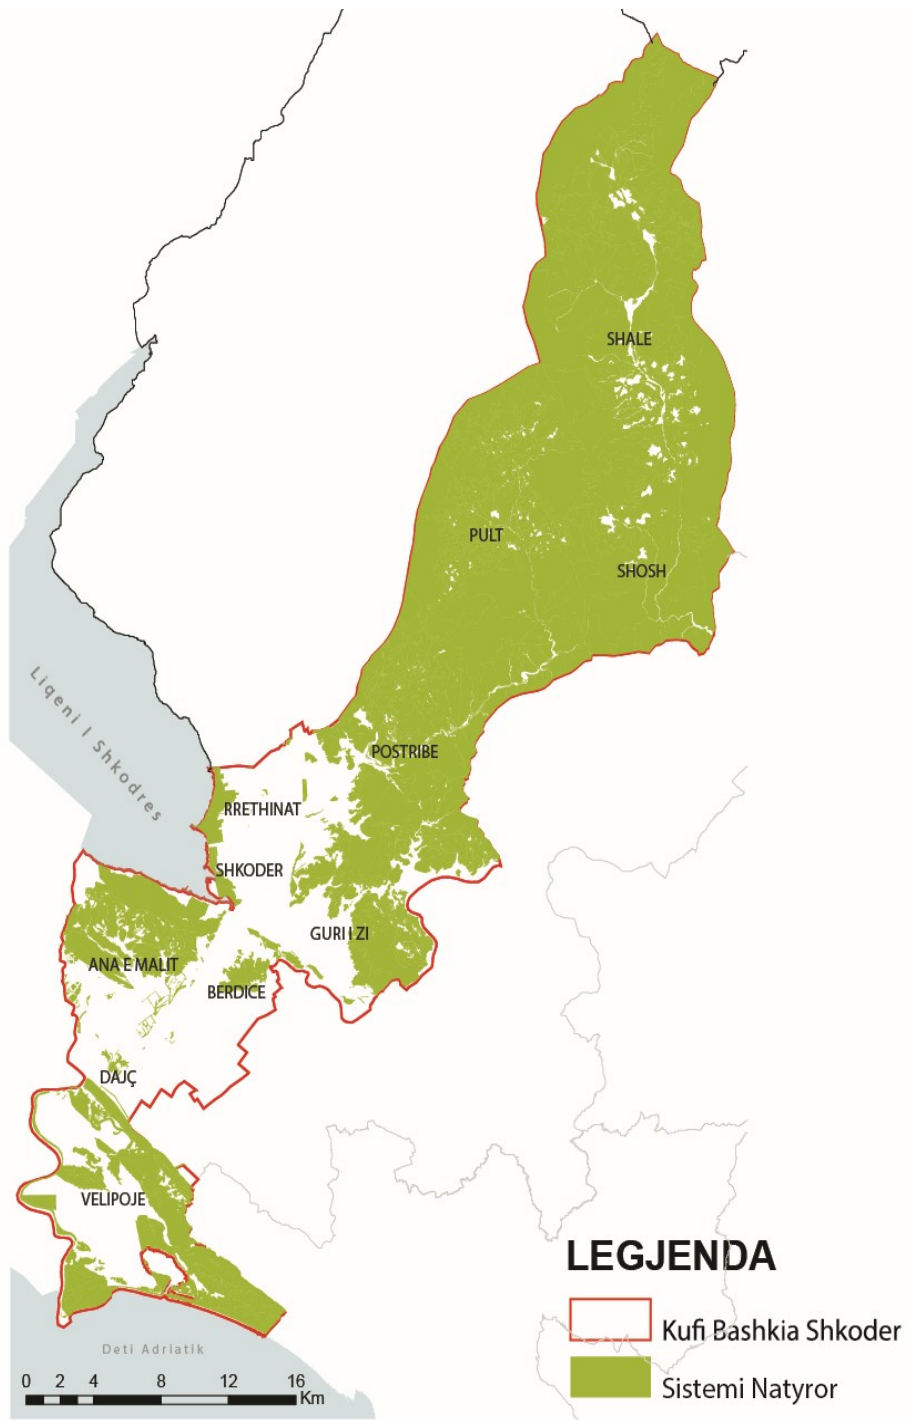 SHALE
PULT
SHOSH
Liqeni I Shkodres
POSTRIBE
RRETHINAT
SHKODER
GURI I ZI
ANA E MALIT
BERDICE
DAJÇ
VELIPOJE
LEGJENDA
Kufi Bashkia Shkoder
Sistemi Natyror
Deti Adriatik
0 2 4 8 12 16
Km